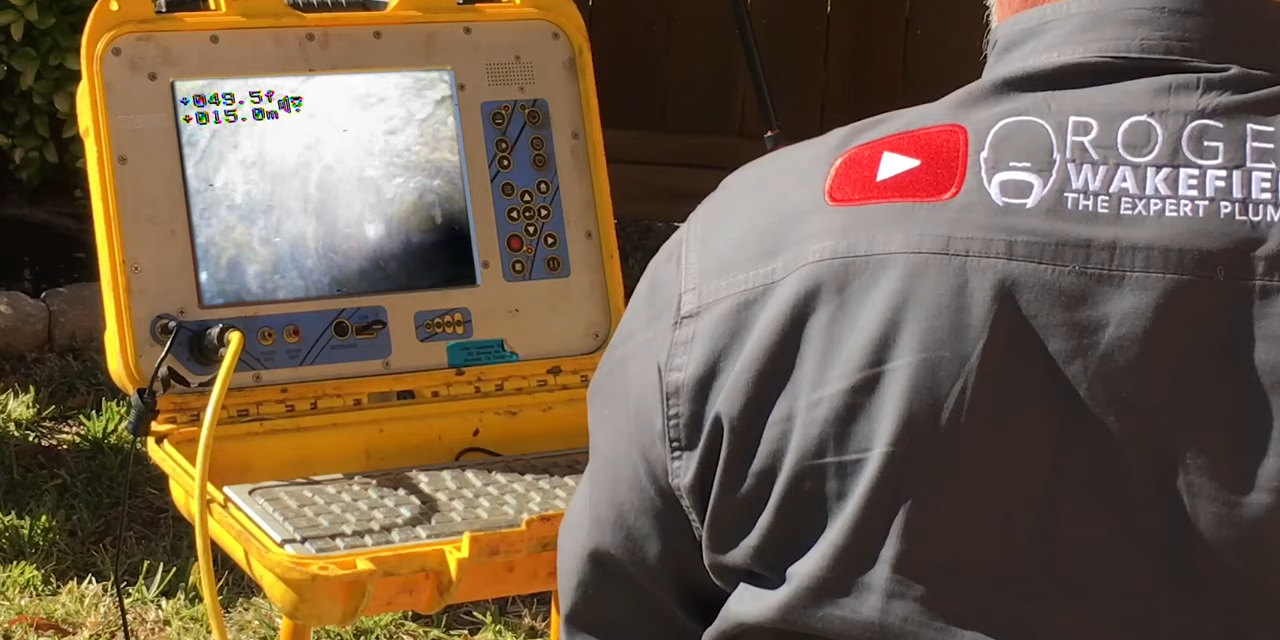 +049.5f
+015.0m
ROGE
WAKEFIE
THE EXPERT PLUM